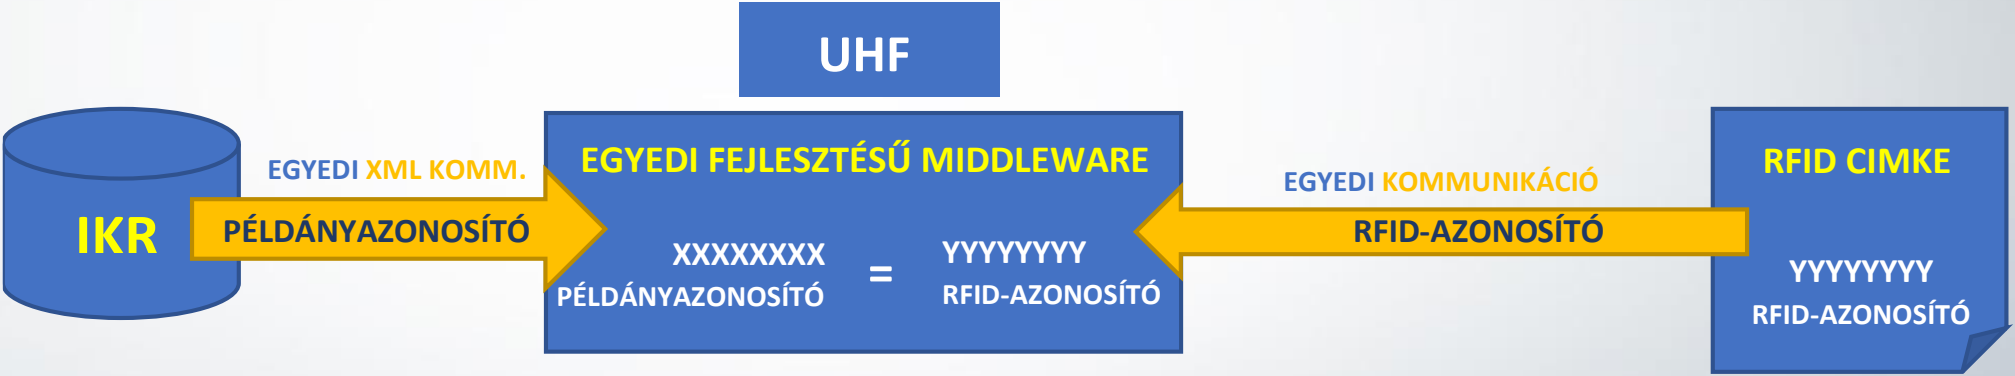 UHF
IKR
EGYEDI XML KOMM.
PÉLDÁNYAZONOSÍTÓ
EGYEDI FEJLESZTÉSŰ MIDDLEWARE
XXXXXXXX
PÉLDÁNYAZONOSÍTÓ
=
YYYYYYYY
RFID-AZONOSÍTÓ
EGYEDI KOMMUNIKÁCIÓ
RFID-AZONOSÍTÓ
RFID CIMKE
YYYYYYYY
RFID-AZONOSÍTÓ